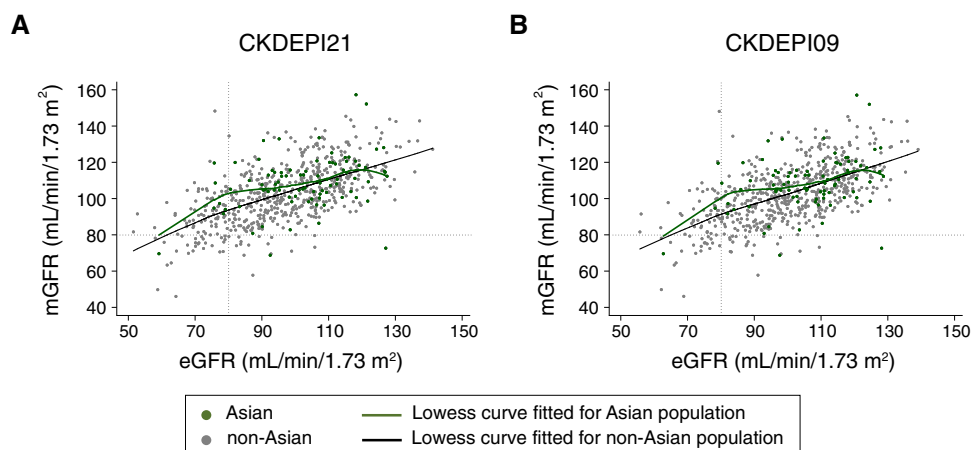 A
CKDEPI21
mGFR (mL/min/1.73 m²)
160
140
120
100
80
60
40
50 70 90 110 130 150
eGFR (mL/min/1.73 m²)
B
CKDEPI09
mGFR (mL/min/1.73 m²)
160
140
120
100
80
60
40
50 70 90 110 130 150
eGFR (mL/min/1.73 m²)
Asian Lowess curve fitted for Asian population
non-Asian Lowess curve fitted for non-Asian population